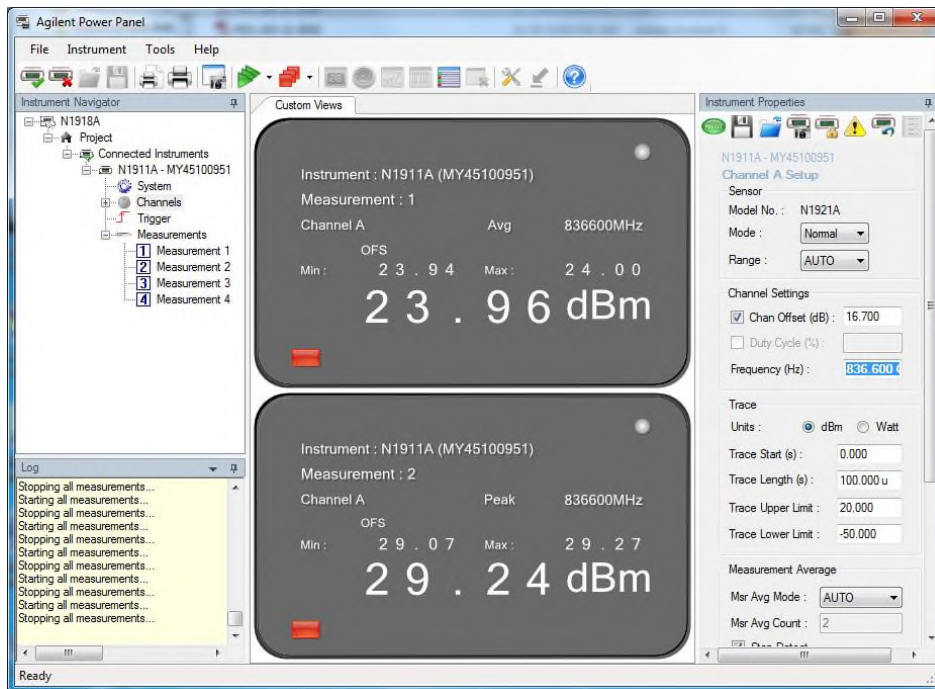 Agilent Power Panel
File Instrument Tools Help
Instrument Navigator
N1918A
Project
Connected Instruments
N1911A - MY45100951
System
Channels
Trigger
Measurements
1 Measurement 1
2 Measurement 2
3 Measurement 3
4 Measurement 4
Log
Stopping all measurements...
Starting all measurements...
Stopping all measurements...
Starting all measurements...
Stopping all measurements...
Starting all measurements...
Stopping all measurements...
Starting all measurements...
Stopping all measurements...
Starting all measurements...
Stopping all measurements...
Ready
Custom Views
Instrument : N1911A (MY45100951)
Measurement : 1
Channel A Avg 836600MHz
OFS
Min : 23.94 Max : 24.00
23.96 dBm
Instrument : N1911A (MY45100951)
Measurement : 2
Channel A Peak 836600MHz
OFS
Min : 29.07 Max : 29.27
29.24 dBm
Instrument Properties
N1911A - MY45100951
Channel A Setup
Sensor
Model No. : N1921A
Mode : Normal
Range : AUTO
Channel Settings
Chan Offset (dB) : 16.700
Duty Cycle (%) :
Frequency (Hz) : 836.600
Trace
Units : dBm Watt
Trace Start (s) : 0.000
Trace Length (s) : 100.000 u
Trace Upper Limit : 20.000
Trace Lower Limit : -50.000
Measurement Average
Msr Avg Mode : AUTO
Msr Avg Count : 2